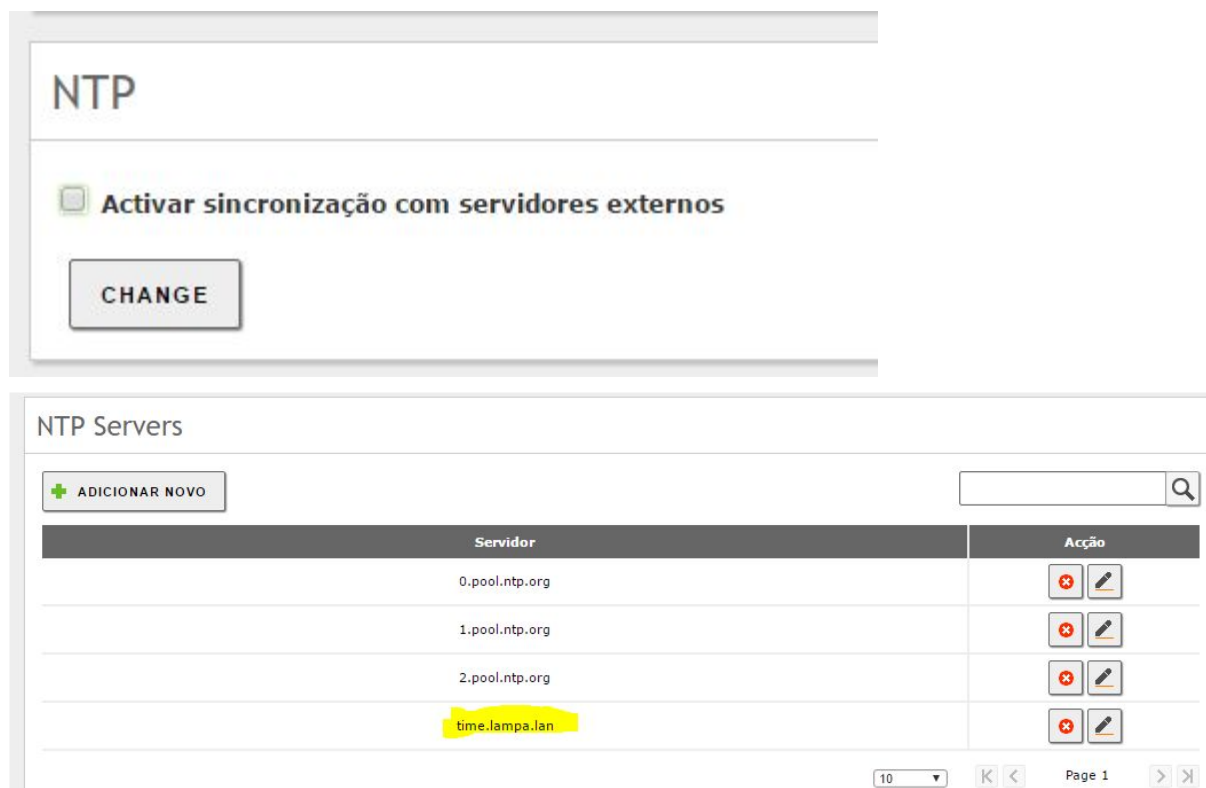 NTP
Activar sincronização com servidores externos
CHANGE
NTP Servers
ADICIONAR NOVO
Servidor Acção
0.pool.ntp.org
1.pool.ntp.org
2.pool.ntp.org
time.lampa.lan
10 Page 1